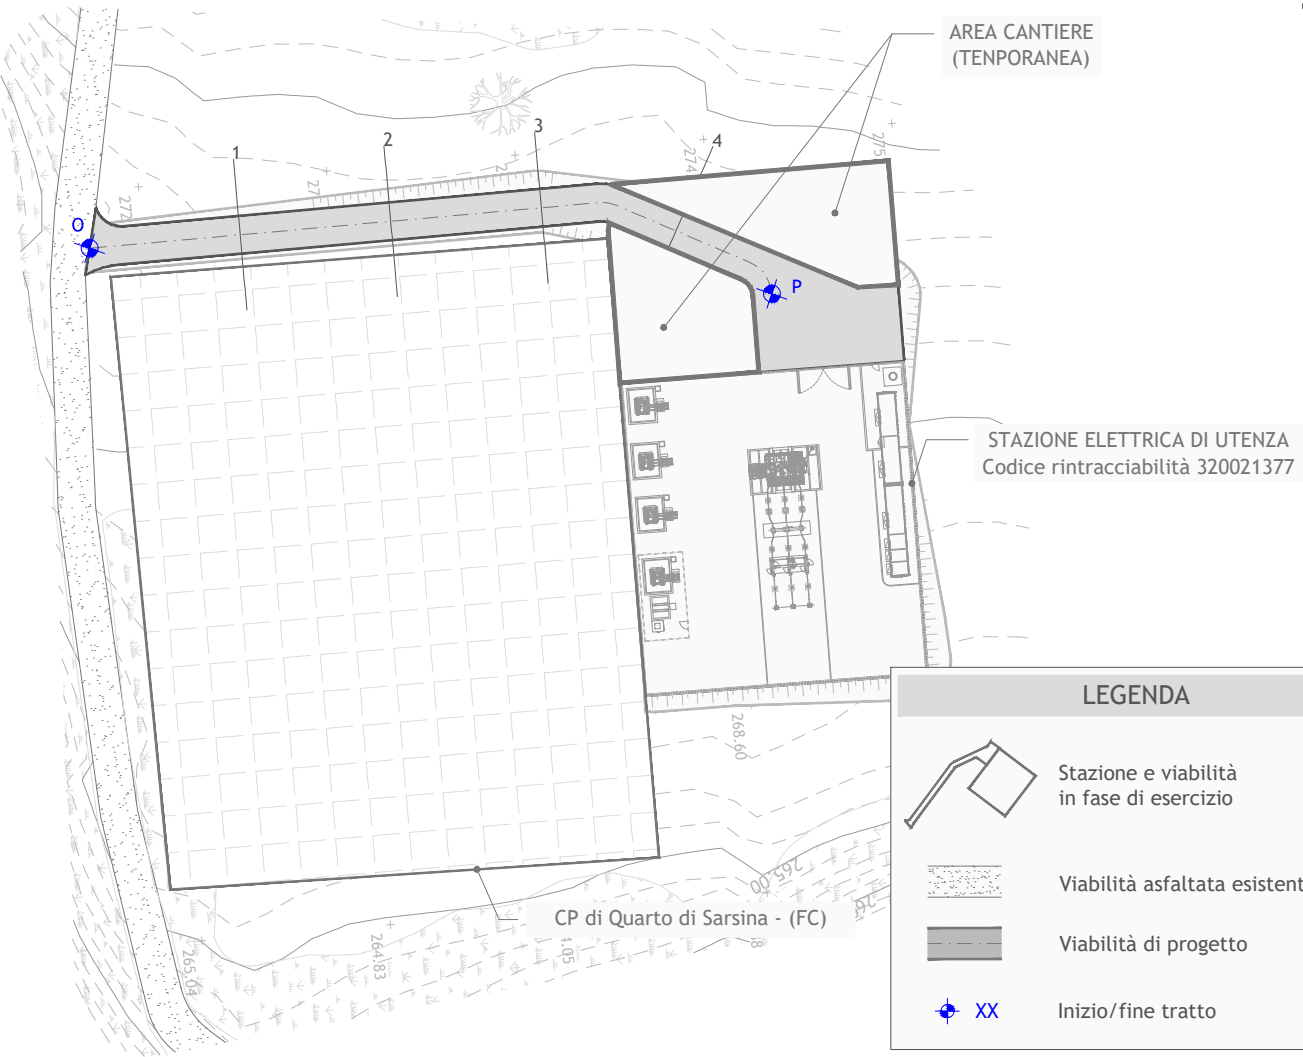 AREA CANTIERE
(TENPORANEA)
1
2
3
4
274
275
272
27
2
O
P
STAZIONE ELETTRICA DI UTENZA
Codice rintracciabilità 320021377
LEGENDA
Stazione e viabilità
in fase di esercizio
Viabilità asfaltata esistent
Viabilità di progetto
XX
Inizio/fine tratto
268.60
265.00
CP di Quarto di Sarsina - (FC)
264.83
265.04